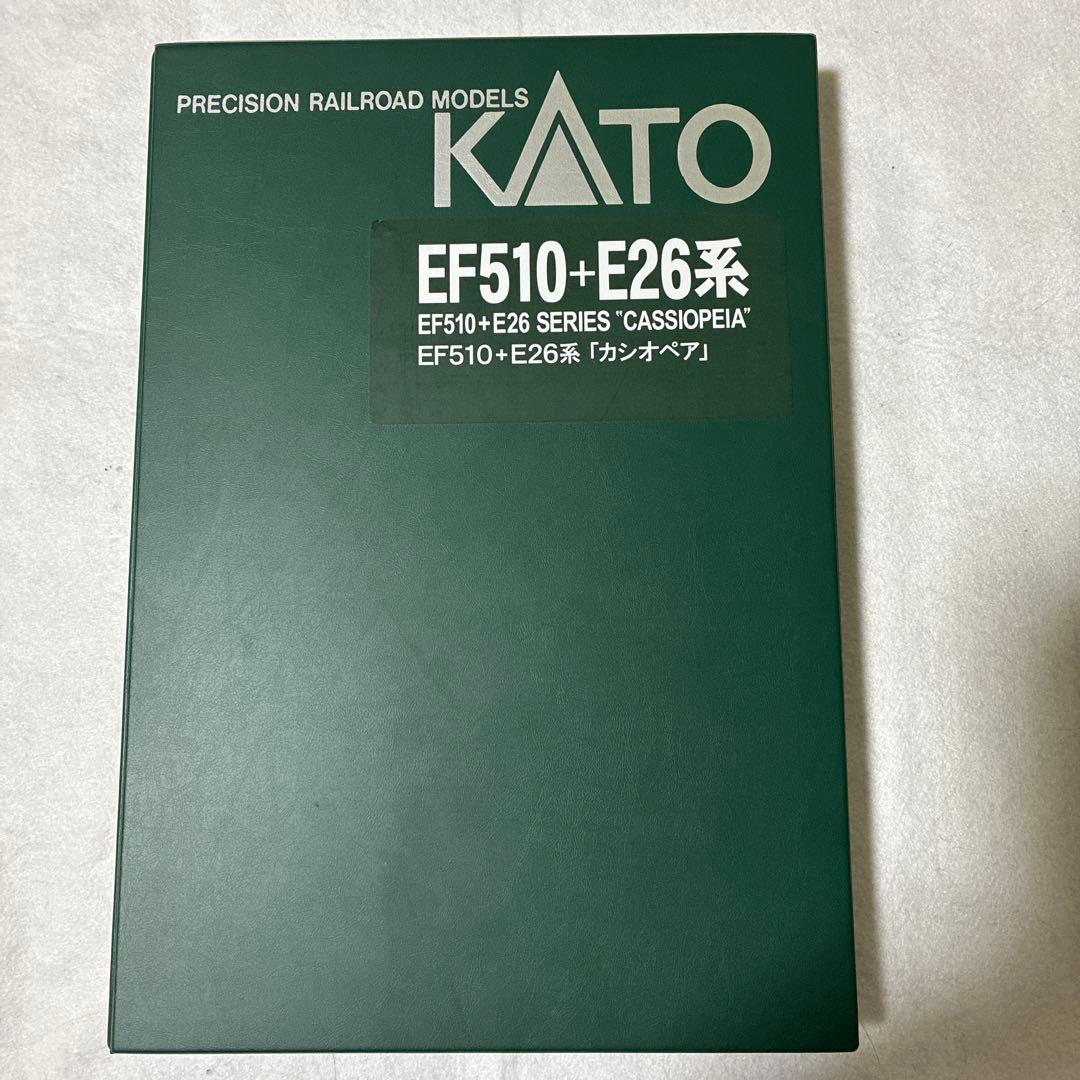 PRECISION RAILROAD MODELS
KATO
EF510+E26系
EF510+E26 SERIES "CASSIOPEIA"
EF510+E26系「カシオペア」